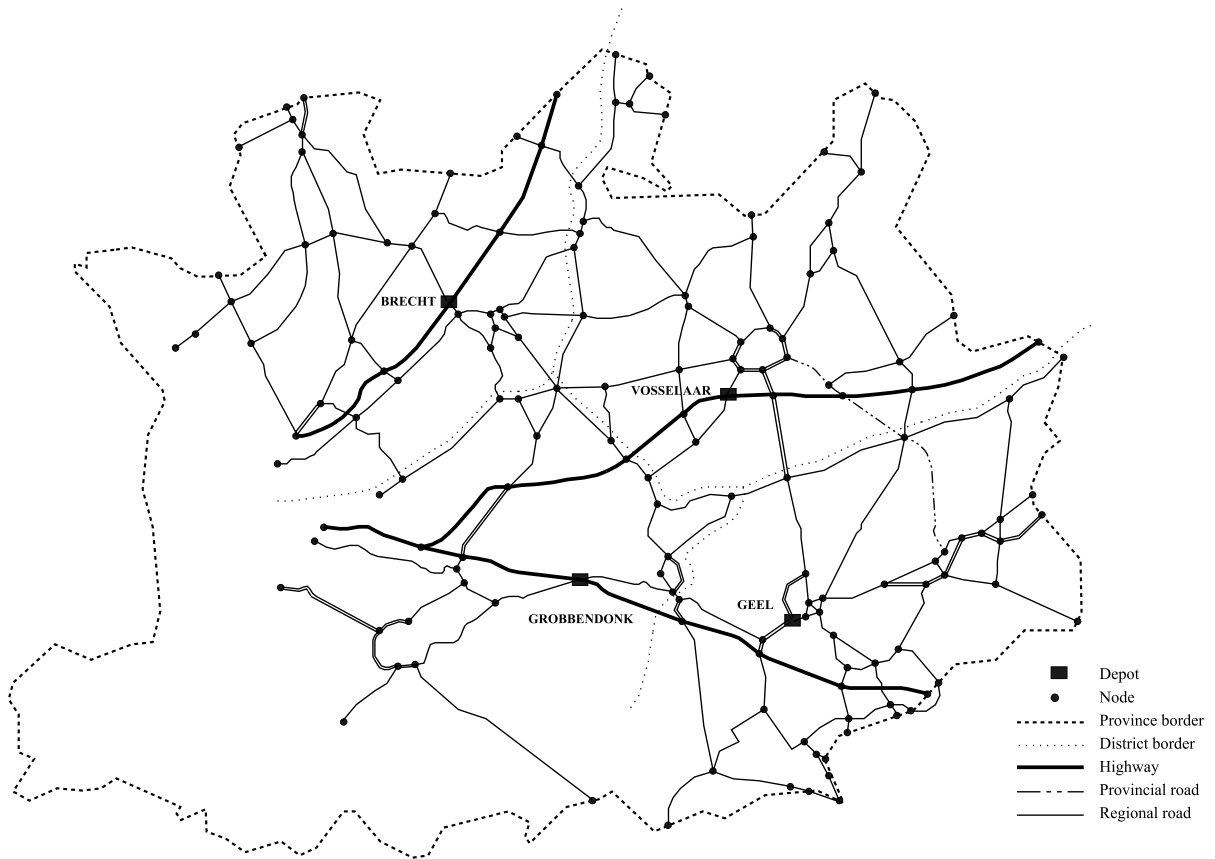 BRECHT
VOSSELAAR
GEEL
GROBBENDONK
Depot
Node
Province border
District border
Highway
Provincial road
Regional road